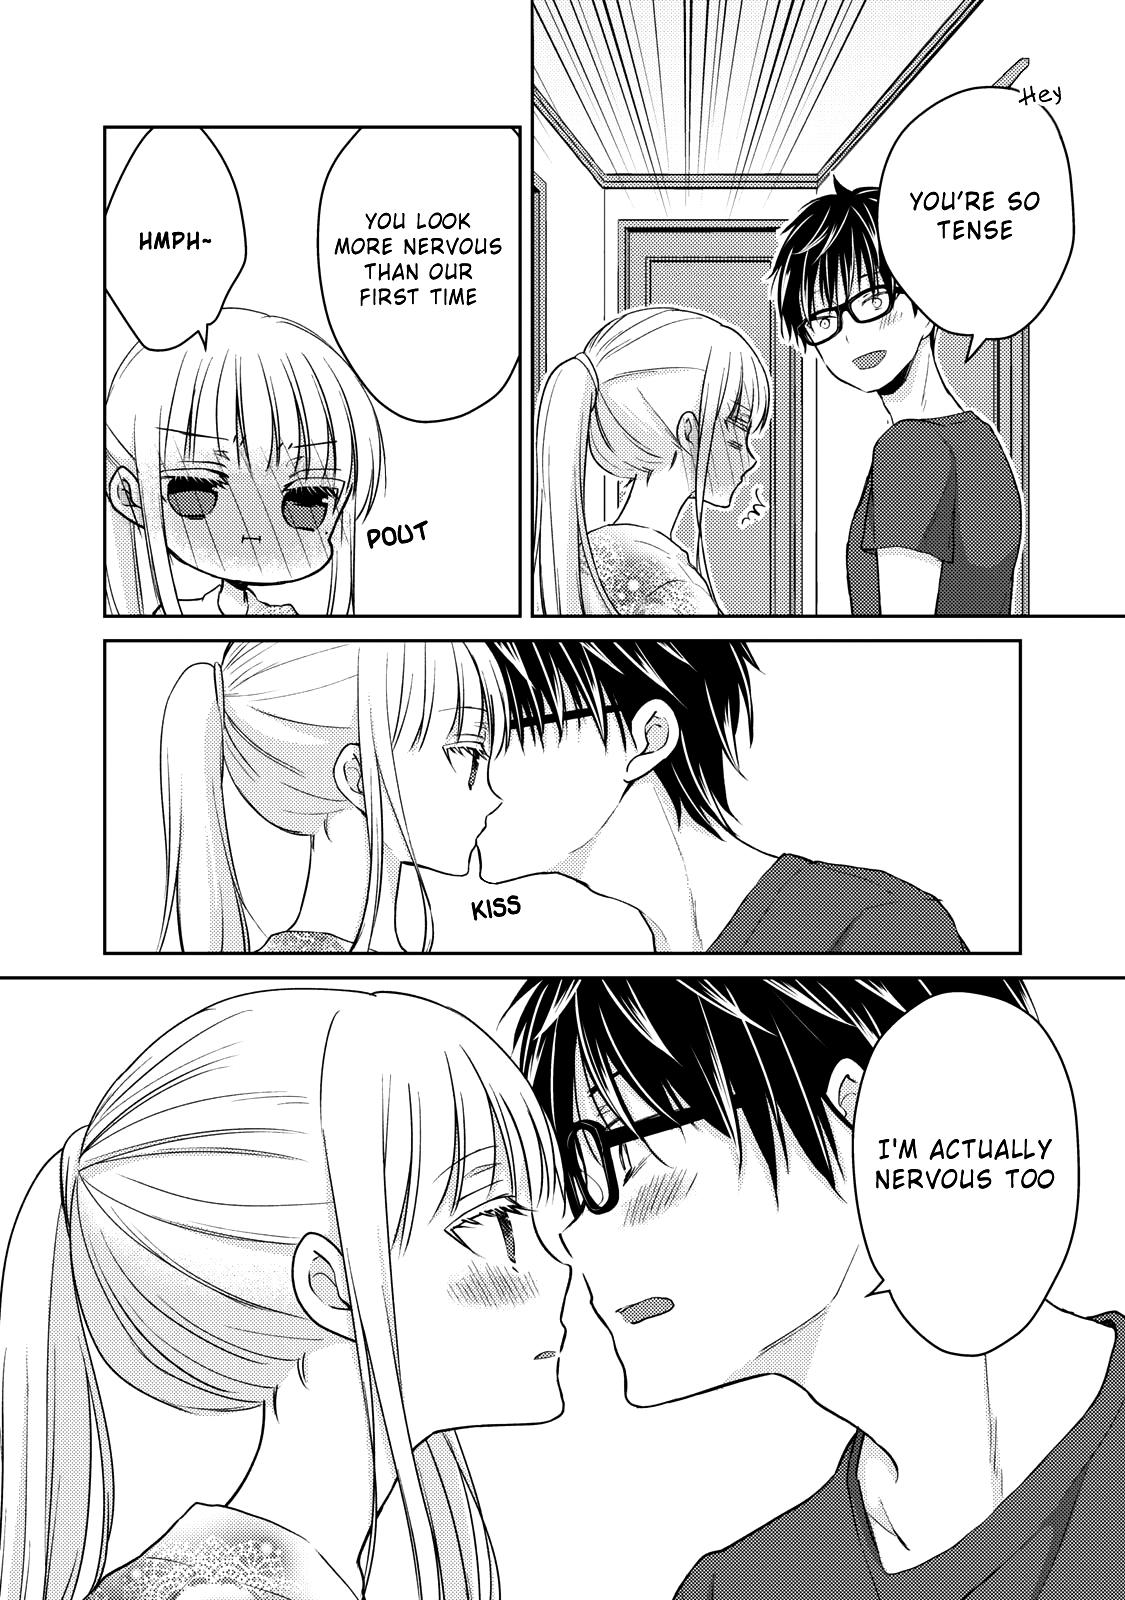 Hey
YOU'RE SO
TENSE
YOU LOOK
MORE NERVOUS
THAN OUR
FIRST TIME
HMPH~
POUT
KISS
I'M ACTUALLY
NERVOUS TOO